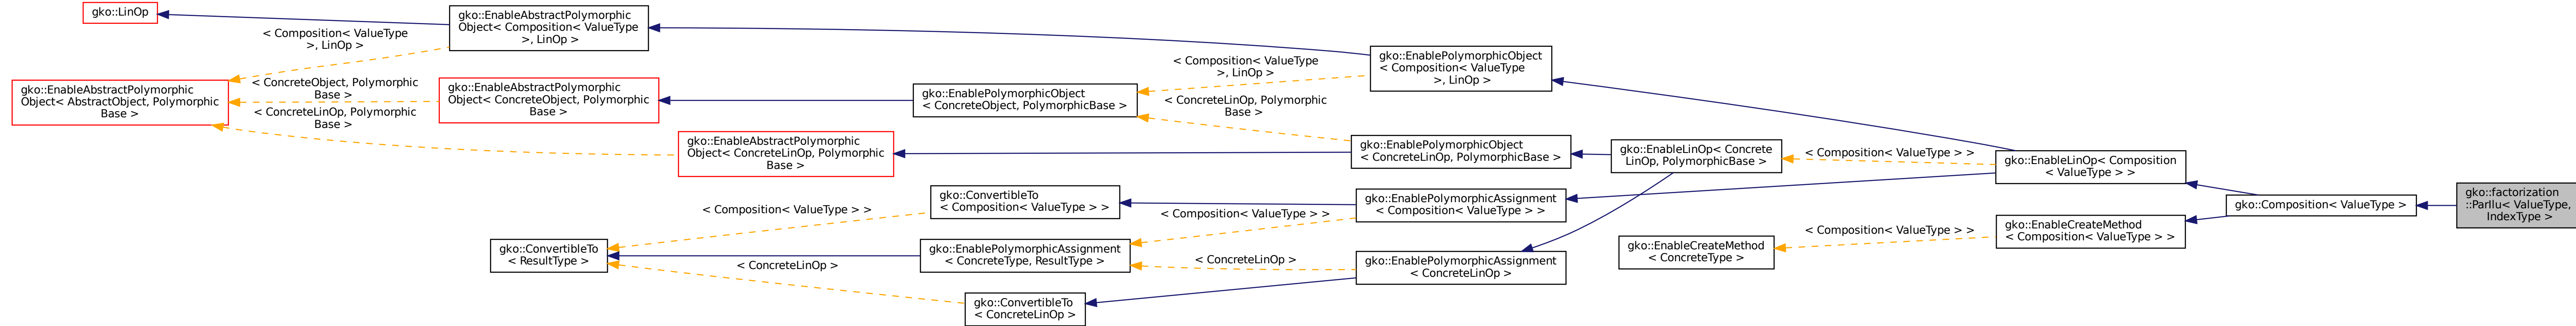 gko::LinOp
gko::EnableAbstractPolymorphic
Object< Composition< ValueType
>, LinOp >
< Composition< ValueType
>, LinOp >
gko::EnableAbstractPolymorphic
Object< AbstractObject, Polymorphic
Base >
< ConcreteObject, Polymorphic
Base >
< ConcreteLinOp, Polymorphic
Base >
gko::EnableAbstractPolymorphic
Object< ConcreteObject, Polymorphic
Base >
gko::EnableAbstractPolymorphic
Object< ConcreteLinOp, Polymorphic
Base >
gko::EnablePolymorphicObject
< ConcreteObject, PolymorphicBase >
< Composition< ValueType
>, LinOp >
< ConcreteLinOp, Polymorphic
Base >
gko::EnablePolymorphicObject
< Composition< ValueType
>, LinOp >
gko::EnablePolymorphicObject
< ConcreteLinOp, PolymorphicBase >
gko::EnableLinOp< Concrete
LinOp, PolymorphicBase >
< Composition< ValueType > >
gko::EnableLinOp< Composition
< ValueType > >
gko::ConvertibleTo
< ResultType >
< Composition< ValueType > >
< ConcreteLinOp >
gko::ConvertibleTo
< Composition< ValueType > >
gko::EnablePolymorphicAssignment
< ConcreteType, ResultType >
gko::ConvertibleTo
< ConcreteLinOp >
< Composition< ValueType > >
< ConcreteLinOp >
gko::EnablePolymorphicAssignment
< Composition< ValueType > >
gko::EnablePolymorphicAssignment
< ConcreteLinOp >
gko::EnableCreateMethod
< ConcreteType >
< Composition< ValueType > >
gko::EnableCreateMethod
< Composition< ValueType > >
gko::Composition< ValueType >
gko::factorization
::ParIlu< ValueType,
IndexType >